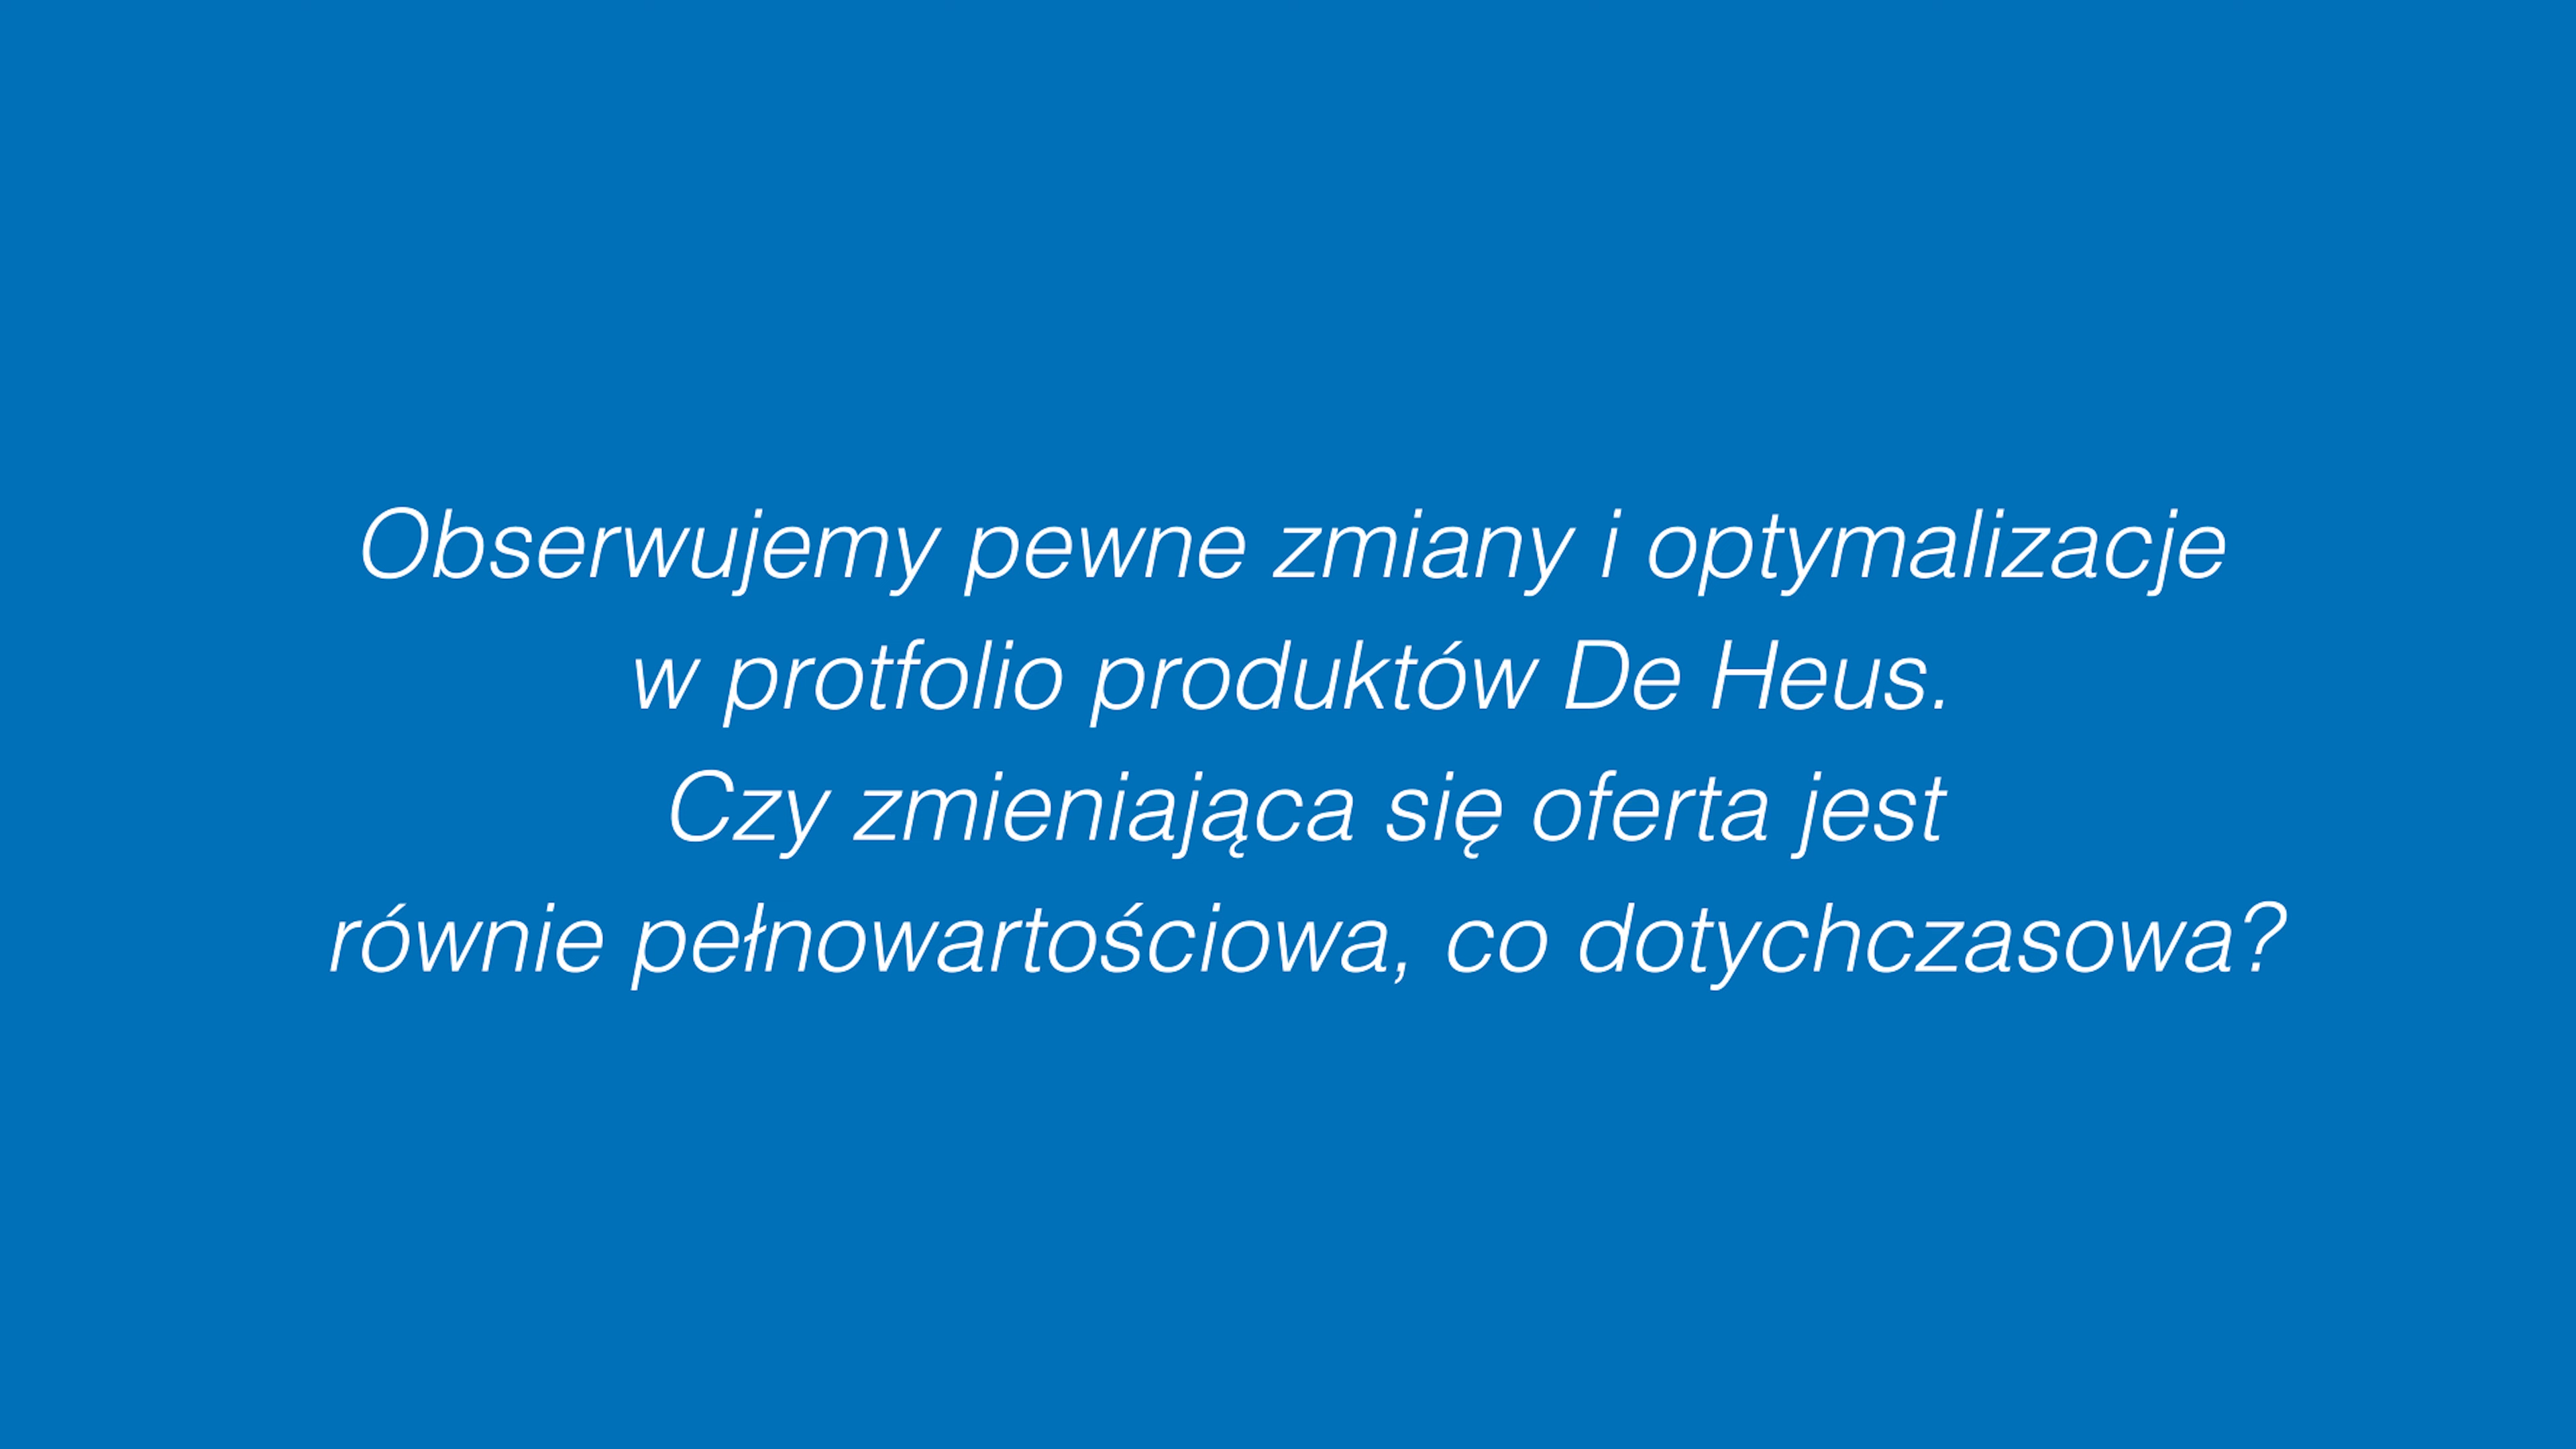 Obserwujemy pewne zmiany i optymalizacje
w protfolio produktów De Heus.
Czy zmieniająca się oferta jest
równie pełnowartościowa, co dotychczasowa?